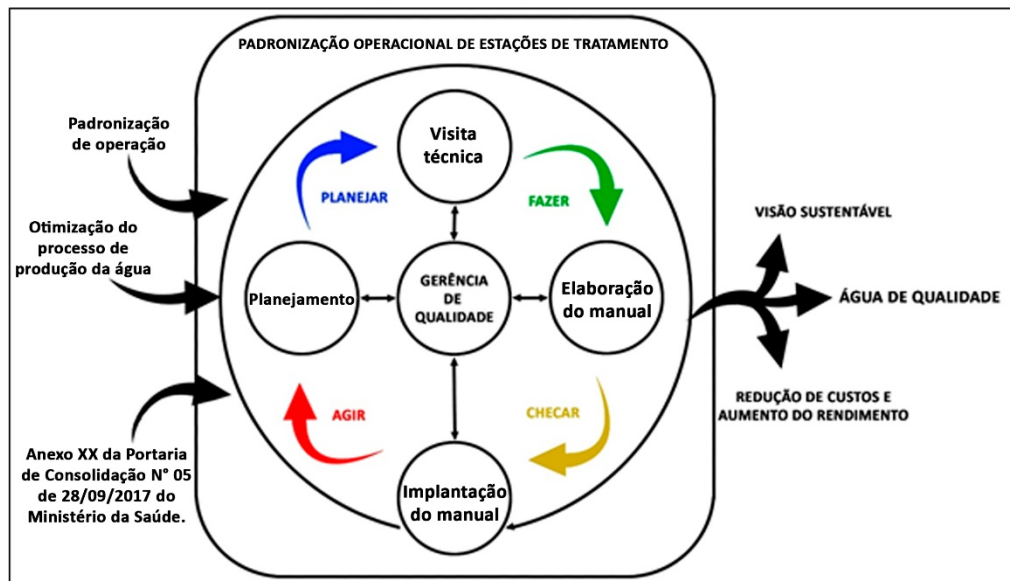 PADRONIZAÇÃO OPERACIONAL DE ESTAÇÕES DE TRATAMENTO
Padronização
de operação
Otimização do
processo de
produção da água
Anexo XX da Portaria
de Consolidação N° 05
de 28/09/2017 do
Ministério da Saúde.
Visita
técnica
PLANEJAR
FAZER
Planejamento
GERÊNCIA
DE
QUALIDADE
Elaboração
do manual
AGIR
CHECAR
Implantação
do manual
VISÃO SUSTENTÁVEL
ÁGUA DE QUALIDADE
REDUÇÃO DE CUSTOS E
AUMENTO DO RENDIMENTO